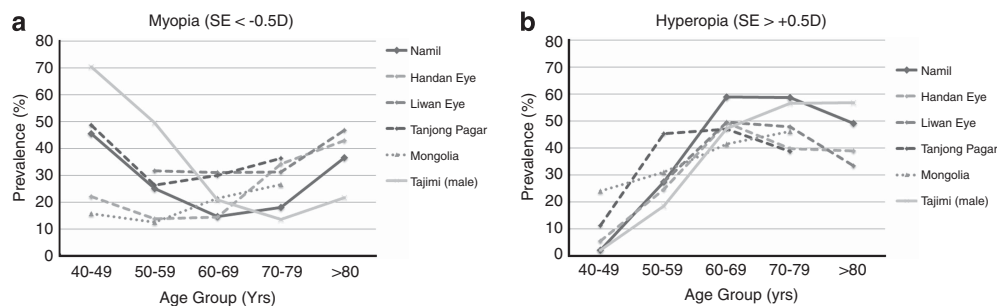 a
Myopia (SE < -0.5D)
Prevalence (%)
80
70
60
50
40
30
20
10
0
40-49 50-59 60-69 70-79 >80
Age Group (Yrs)
Namil
Handan Eye
Liwan Eye
Tanjong Pagar
Mongolia
Tajimi (male)
b
Hyperopia (SE > +0.5D)
Prevalence (%)
80
70
60
50
40
30
20
10
0
40-49 50-59 60-69 70-79 >80
Age Group (yrs)
Namil
Handan Eye
Liwan Eye
Tanjong Pagar
Mongolia
Tajimi (male)